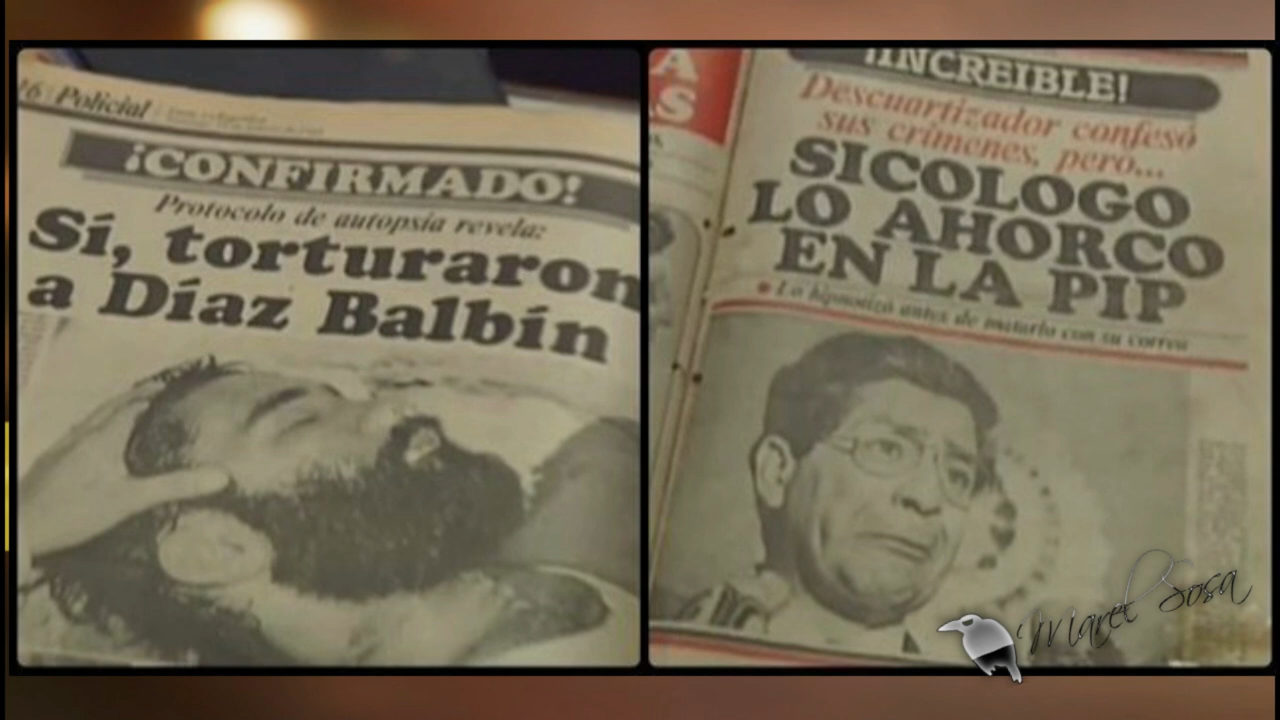 16 Policial
¡CONFIRMADO!
Protocolo de autopsia revela:
Sí, torturaron
a Díaz Balbín
A
S
¡INCREIBLE!
Descuartizador confesó
sus crímenes, pero...
SICOLOGO
LO AHORCO
EN LA PIP
Lo hipnotizó antes de matarlo con su correa
Maret Sosa